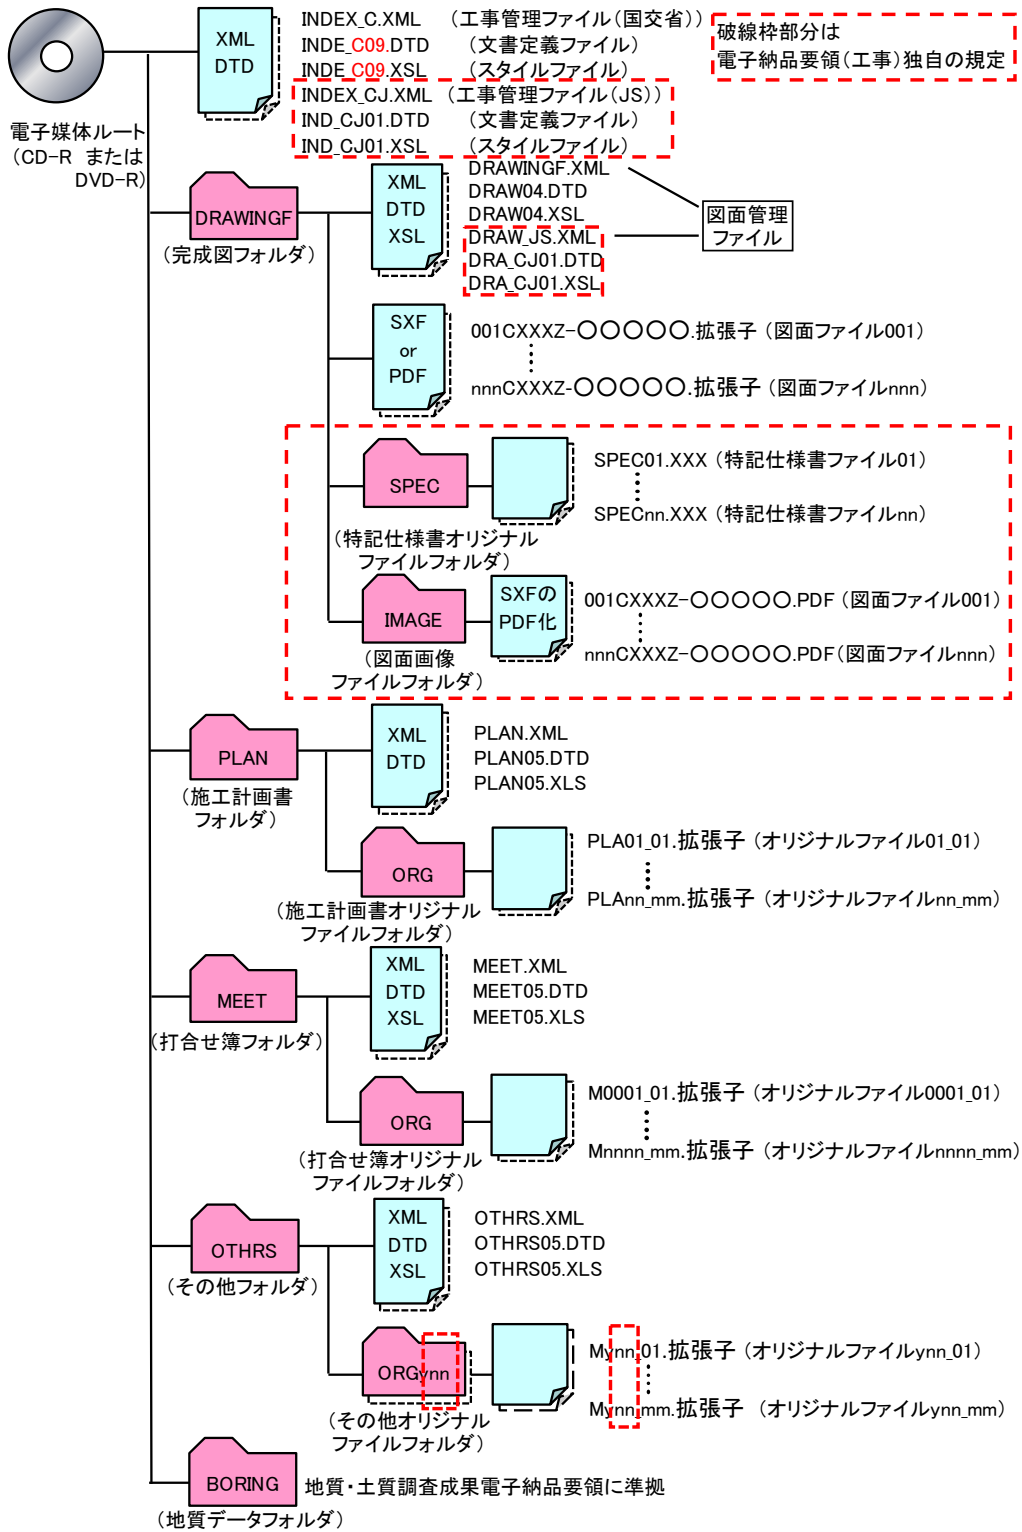 XML
DTD
INDEX_C.XML （工事管理ファイル（国交省））
INDE_C09.DTD （文書定義ファイル）
INDE_C09.XSL （スタイルファイル）
INDEX_CJ.XML （工事管理ファイル（JS））
IND_CJ01.DTD （文書定義ファイル）
IND_CJ01.XSL （スタイルファイル）
破線枠部分は
電子納品要領（工事）独自の規定
電子媒体ルート
（CD-R または
DVD-R）
DRAWINGF
（完成図フォルダ）
XML
DTD
XSL
DRAWINGF.XML
DRAW04.DTD
DRAW04.XSL
DRAW_JS.XML
DRA_CJ01.DTD
DRA_CJ01.XSL
図面管理
ファイル
SXF
or
PDF
001CXXXZ-〇〇〇〇〇.拡張子（図面ファイル001）
nnnCXXXZ-〇〇〇〇〇.拡張子（図面ファイルnnn）
SPEC
（特記仕様書オリジナル
ファイルフォルダ）
SPEC01.XXX（特記仕様書ファイル01）
SPECnn.XXX（特記仕様書ファイルnn）
IMAGE
（図面画像
ファイルフォルダ）
SXFの
PDF化
001CXXXZ-〇〇〇〇〇.PDF（図面ファイル001）
nnnCXXXZ-〇〇〇〇〇.PDF（図面ファイルnnn）
PLAN
（施工計画書
フォルダ）
XML
DTD
PLAN.XML
PLAN05.DTD
PLAN05.XLS
ORG
（施工計画書オリジナル
ファイルフォルダ）
PLA01_01.拡張子（オリジナルファイル01_01）
PLAnn_mm.拡張子（オリジナルファイルnn_mm）
MEET
（打合せ簿フォルダ）
XML
DTD
XSL
MEET.XML
MEET05.DTD
MEET05.XLS
ORG
（打合せ簿オリジナル
ファイルフォルダ）
M0001_01.拡張子（オリジナルファイル0001_01）
Mnnnn_mm.拡張子（オリジナルファイルnnnn_mm）
OTHRS
（その他フォルダ）
XML
DTD
XSL
OTHRS.XML
OTHRS05.DTD
OTHRS05.XLS
ORGynn
（その他オリジナル
ファイルフォルダ）
Mynn_01.拡張子（オリジナルファイルynn_01）
Mynn_mm.拡張子 （オリジナルファイルynn_mm）
BORING
（地質データフォルダ）
地質・土質調査成果電子納品要領に準拠